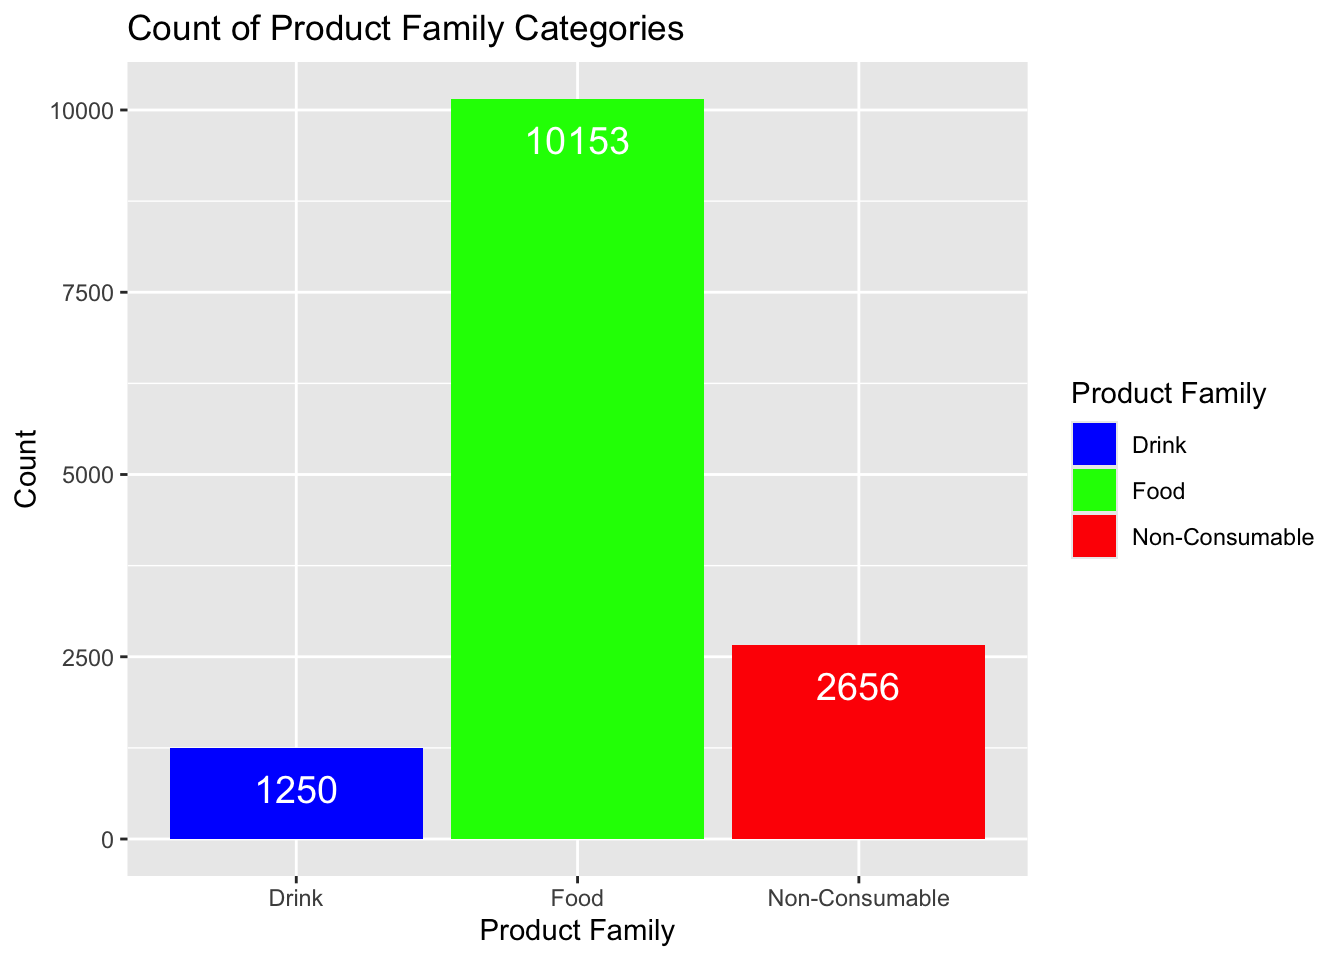 Count of Product Family Categories
10000
7500
5000
2500
0
Count
10153
2656
1250
Drink
Food
Non-Consumable
Product Family
Product Family
Drink
Food
Non-Consumable